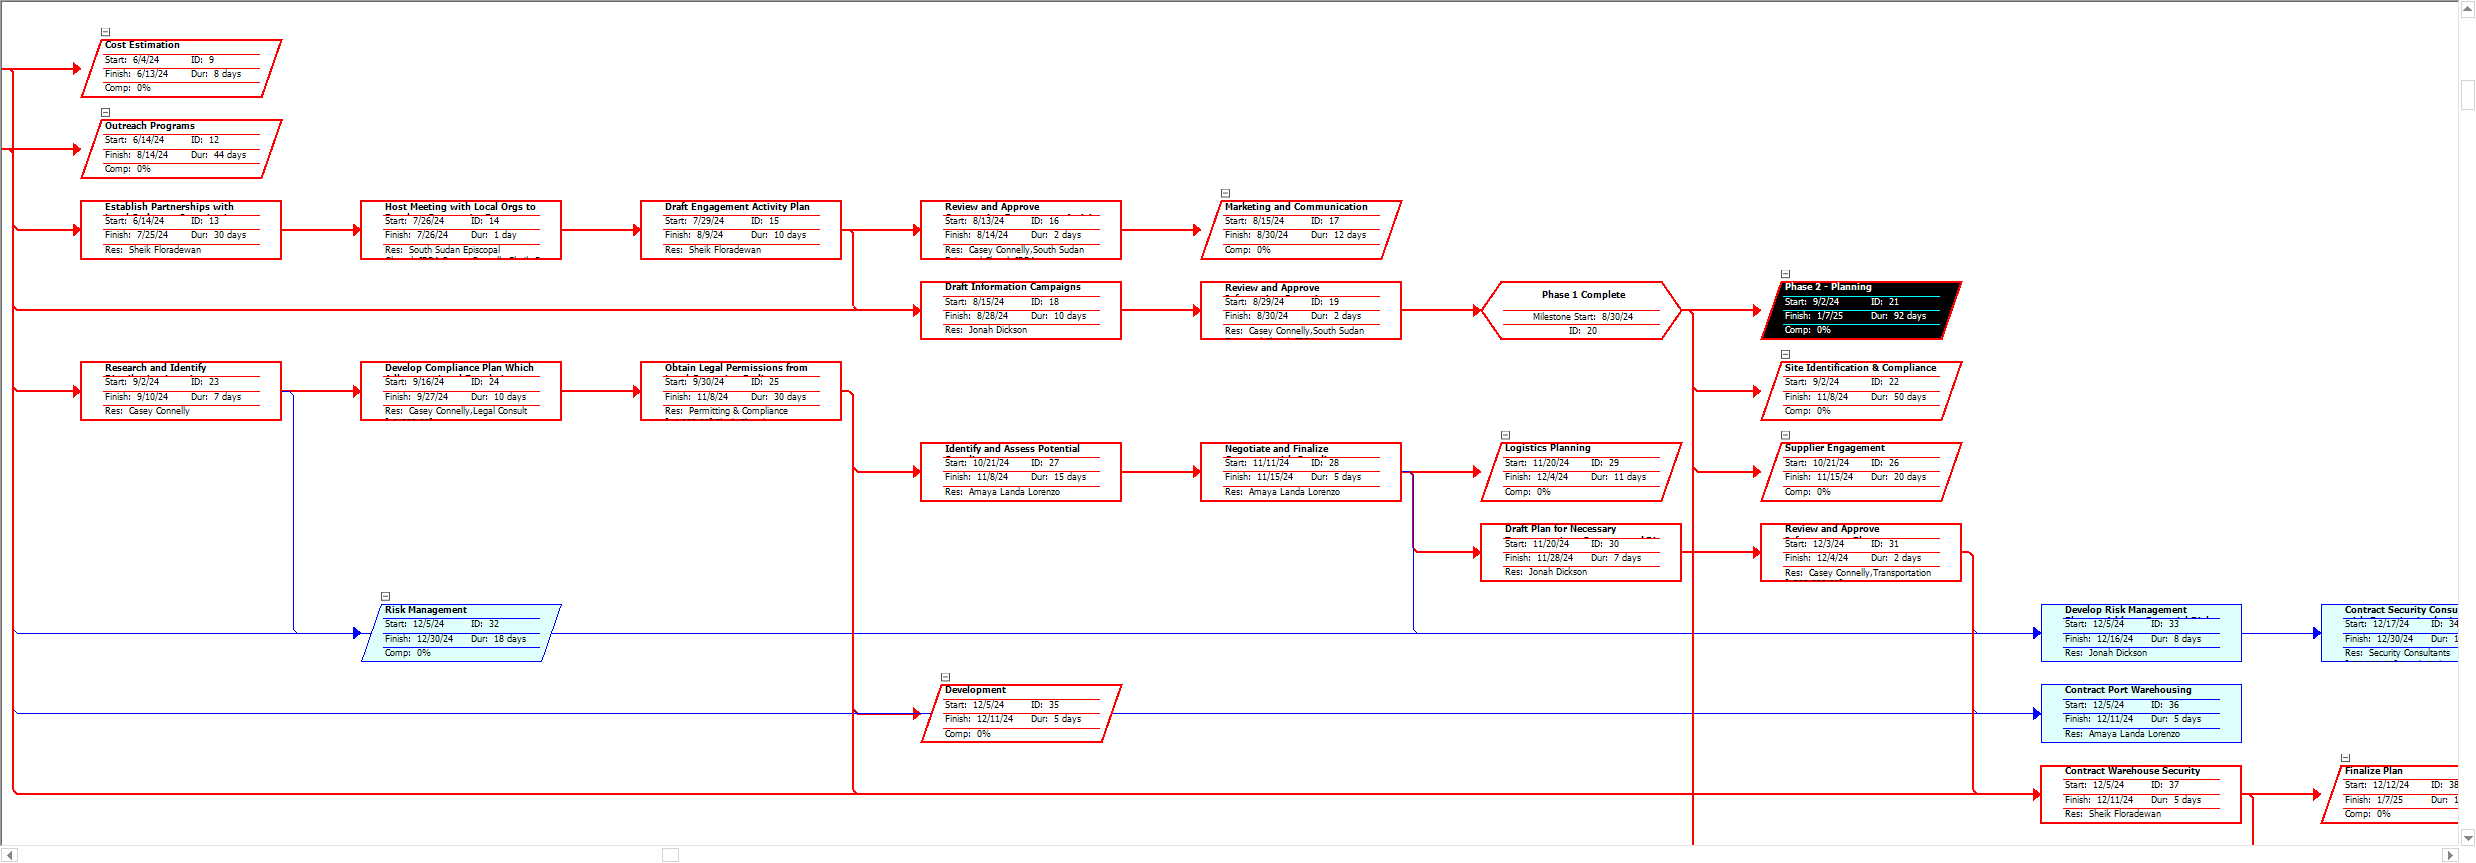 Cost Estimation
Start: 6/4/24 ID: 9
Finish: 6/13/24 Dur: 8 days
Comp: 0%
Outreach Programs
Start: 6/14/24 ID: 12
Finish: 8/14/24 Dur: 44 days
Comp: 0%
Establish Partnerships with
Start: 6/14/24 ID: 13
Finish: 7/25/24 Dur: 30 days
Res: Sheik Floradewan
Host Meeting with Local Orgs to
Start: 7/26/24 ID: 14
Finish: 7/26/24 Dur: 1 day
Res: South Sudan Episcopal
Draft Engagement Activity Plan
Start: 7/29/24 ID: 15
Finish: 8/9/24 Dur: 10 days
Res: Sheik Floradewan
Review and Approve
Start: 8/13/24 ID: 16
Finish: 8/14/24 Dur: 2 days
Res: Casey Connelly,South Sudan
Marketing and Communication
Start: 8/15/24 ID: 17
Finish: 8/30/24 Dur: 12 days
Comp: 0%
Draft Information Campaigns
Start: 8/15/24 ID: 18
Finish: 8/28/24 Dur: 10 days
Res: Jonah Dickson
Review and Approve
Start: 8/29/24 ID: 19
Finish: 8/30/24 Dur: 2 days
Res: Casey Connelly,South Sudan
Phase 1 Complete
Milestone Start: 8/30/24
ID: 20
Phase 2 - Planning
Start: 9/2/24 ID: 21
Finish: 1/7/25 Dur: 92 days
Comp: 0%
Research and Identify
Start: 9/2/24 ID: 23
Finish: 9/10/24 Dur: 7 days
Res: Casey Connelly
Develop Compliance Plan Which
Start: 9/16/24 ID: 24
Finish: 9/27/24 Dur: 10 days
Res: Casey Connelly,Legal Consult
Obtain Legal Permissions from
Start: 9/30/24 ID: 25
Finish: 11/8/24 Dur: 30 days
Res: Permitting & Compliance
Site Identification & Compliance
Start: 9/2/24 ID: 22
Finish: 11/8/24 Dur: 50 days
Comp: 0%
Identify and Assess Potential
Start: 10/21/24 ID: 27
Finish: 11/8/24 Dur: 15 days
Res: Amaya Landa Lorenzo
Negotiate and Finalize
Start: 11/11/24 ID: 28
Finish: 11/15/24 Dur: 5 days
Res: Amaya Landa Lorenzo
Logistics Planning
Start: 11/20/24 ID: 29
Finish: 12/4/24 Dur: 11 days
Comp: 0%
Supplier Engagement
Start: 10/21/24 ID: 26
Finish: 11/15/24 Dur: 20 days
Comp: 0%
Draft Plan for Necessary
Start: 11/20/24 ID: 30
Finish: 11/28/24 Dur: 7 days
Res: Jonah Dickson
Review and Approve
Start: 12/3/24 ID: 31
Finish: 12/4/24 Dur: 2 days
Res: Casey Connelly,Transportation
Risk Management
Start: 12/5/24 ID: 32
Finish: 12/30/24 Dur: 18 days
Comp: 0%
Develop Risk Management
Start: 12/5/24 ID: 33
Finish: 12/16/24 Dur: 8 days
Res: Jonah Dickson
Contract Security Consu
Start: 12/17/24 ID: 34
Finish: 12/30/24 Dur: 1
Res: Security Consultants
Development
Start: 12/5/24 ID: 35
Finish: 12/11/24 Dur: 5 days
Comp: 0%
Contract Port Warehousing
Start: 12/5/24 ID: 36
Finish: 12/11/24 Dur: 5 days
Res: Amaya Landa Lorenzo
Contract Warehouse Security
Start: 12/5/24 ID: 37
Finish: 12/11/24 Dur: 5 days
Res: Sheik Floradewan
Finalize Plan
Start: 12/12/24 ID: 38
Finish: 1/7/25 Dur: 1
Comp: 0%